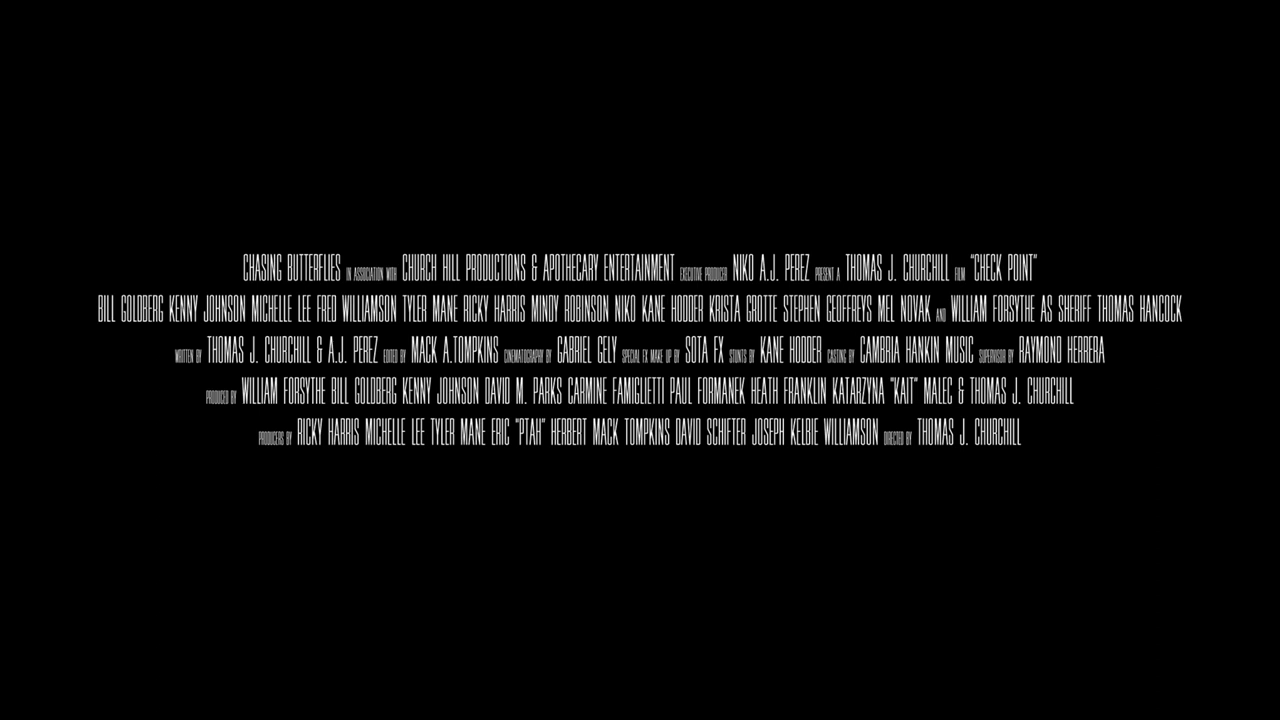 CHASING BUTTERFLIES IN ASSOCIATION WITH CHURCH HILL PRODUCTIONS & APOTHECARY ENTERTAINMENT EXECUTIVE PRODUCER NIKO A.J. PEREZ PRESENT A THOMAS J. CHURCHILL FILM "CHECK POINT"
BILL GOLDBERG KENNY JOHNSON MICHELLE LEE FRED WILLIAMSON TYLER MANE RICKY HARRIS MINDY ROBINSON NIKO KANE HODDER KRISTA GROTTE STEPHEN GEOFFREYS MEL NOVAK AND WILLIAM FORSYTHE AS SHERIFF THOMAS HANCOCK
WRITTEN BY THOMAS J. CHURCHILL & A.J. PEREZ EDITED BY MACK A.TOMPKINS CINEMATOGRAPHY BY GABRIEL GELY SPECIAL FX MAKE UP BY SOTA FX STUNTS BY KANE HODDER CASTING BY CAMBRIA HANKIN MUSIC SUPERVISOR BY RAYMOND HERRERA
PRODUCED BY WILLIAM FORSYTHE BILL GOLDBERG KENNY JOHNSON DAVID M. PARKS CARMINE FAMIGLIETTI PAUL FORMANEK HEATH FRANKLIN KATARZYNA "KAIT" MALEC & THOMAS J. CHURCHILL
PRODUCERS BY RICKY HARRIS MICHELLE LEE TYLER MANE ERIC "PTAH" HERBERT MACK TOMPKINS DAVID SCHIFTER JOSEPH KELBIE WILLIAMSON DIRECTED BY THOMAS J. CHURCHILL